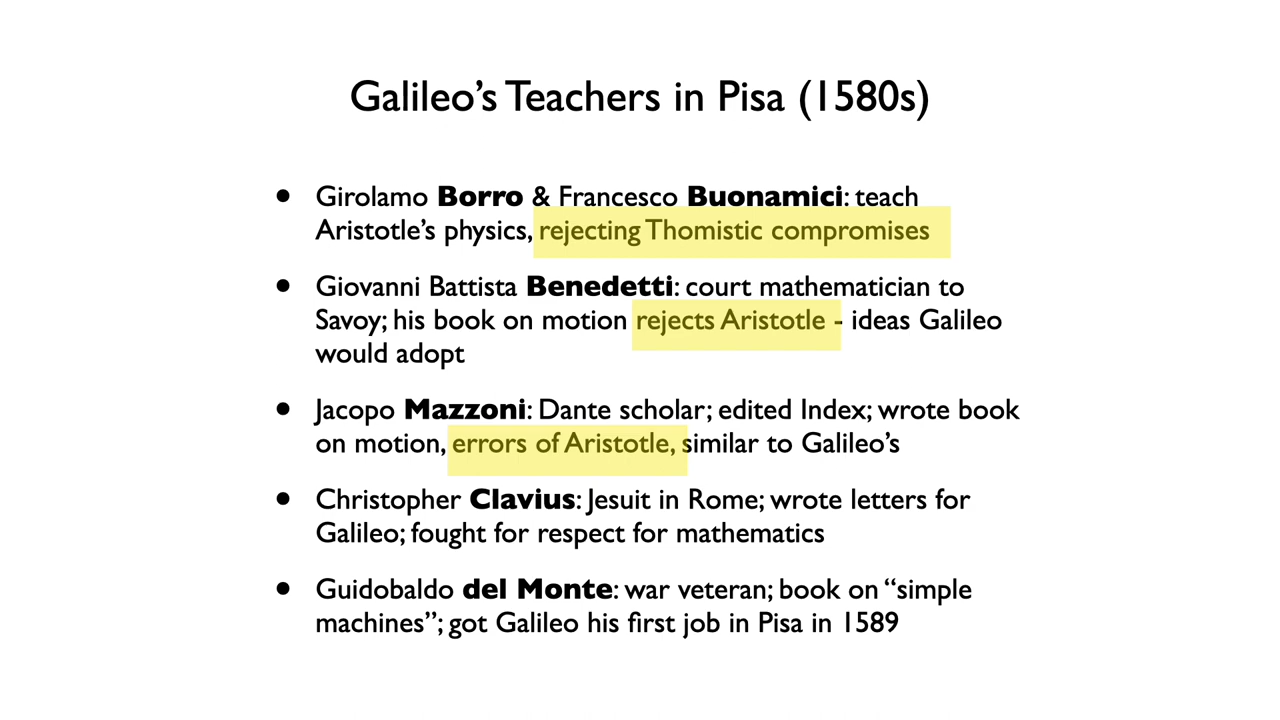 Galileo’s Teachers in Pisa (1580s)
• Girolamo Borro & Francesco Buonamici: teach
Aristotle’s physics, rejecting Thomistic compromises
• Giovanni Battista Benedetti: court mathematician to
Savoy; his book on motion rejects Aristotle - ideas Galileo
would adopt
• Jacopo Mazzoni: Dante scholar; edited Index; wrote book
on motion, errors of Aristotle, similar to Galileo’s
• Christopher Clavius: Jesuit in Rome; wrote letters for
Galileo; fought for respect for mathematics
• Guidobaldo del Monte: war veteran; book on “simple
machines”; got Galileo his first job in Pisa in 1589